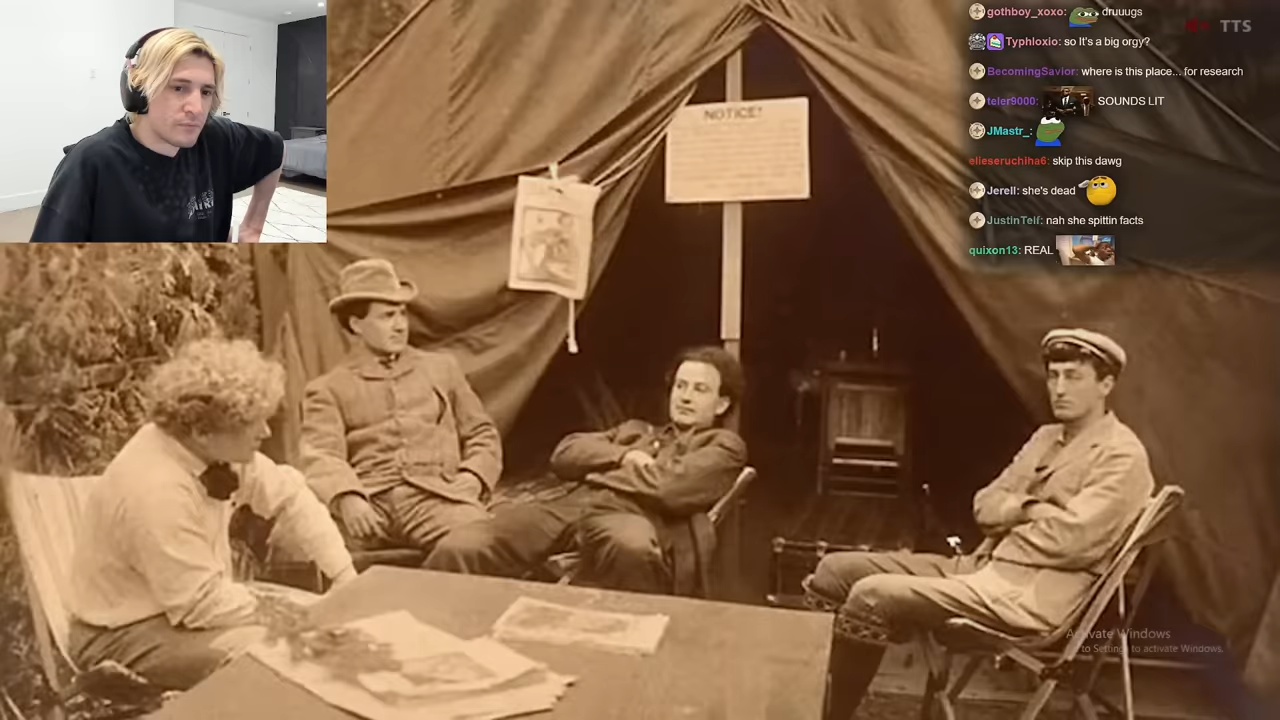 gothboy_xoxo: druuugs
TTS
Typhloxio: so It's a big orgy?
BecomingSavior: where is this place... for research
teler9000: SOUNDS LIT
JMastr_:
elieseruchiha6: skip this dawg
Jerell: she's dead
JustinTelf: nah she spittin facts
quixon13: REAL
NOTICE!
Activate Windows
to Settings to activate Windows.